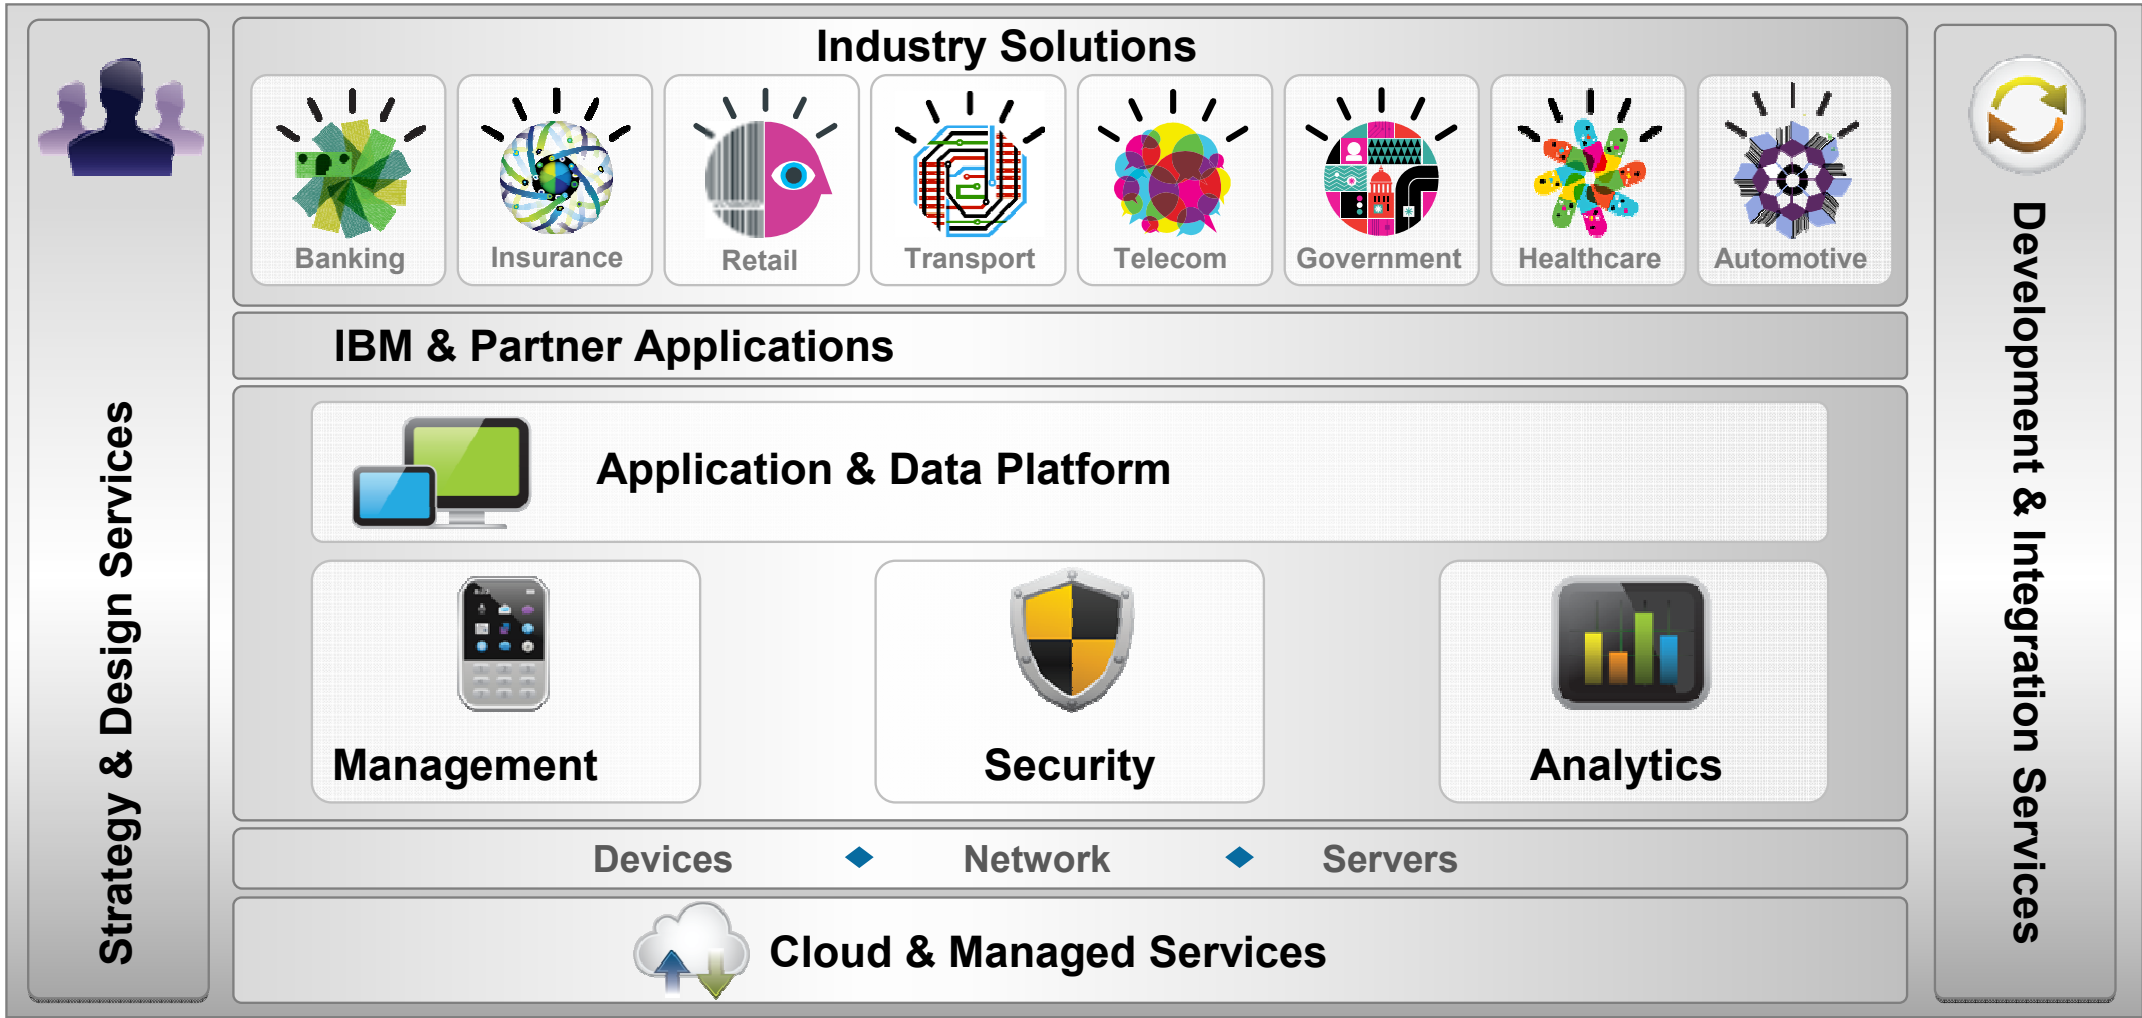 Strategy & Design Services
Industry Solutions
Banking
Insurance
Retail
Transport
Telecom
Government
Healthcare
Automotive
IBM & Partner Applications
Application & Data Platform
Management
Security
Analytics
Devices
Network
Servers
Cloud & Managed Services
Development & Integration Services